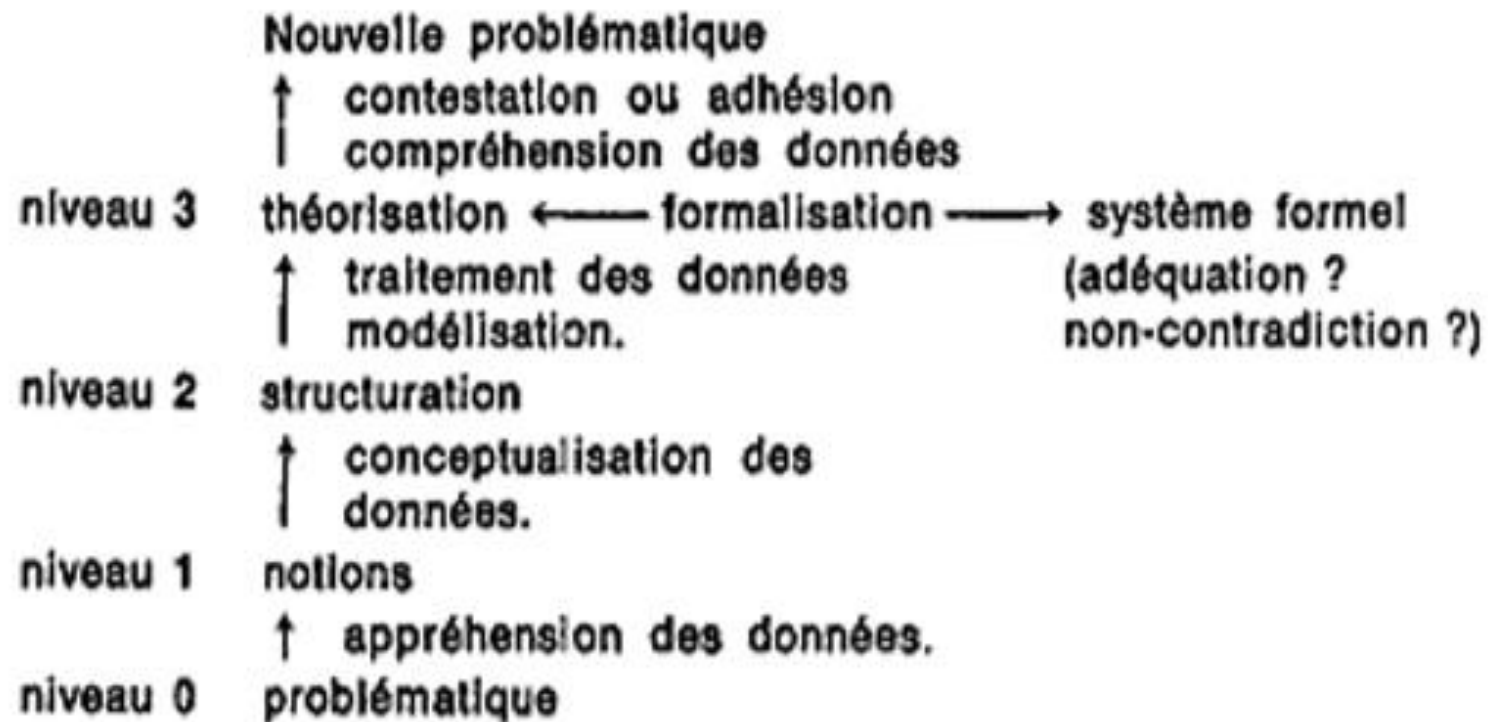 Nouvelle problématique
↑ contestation ou adhésion
compréhension des données
niveau 3 théorisation ← formalisation → système formel
↑ traitement des données (adéquation ?
modélisation. non-contradiction ?)
niveau 2 structuration
↑ conceptualisation des
données.
niveau 1 notions
↑ appréhension des données.
niveau 0 problématique